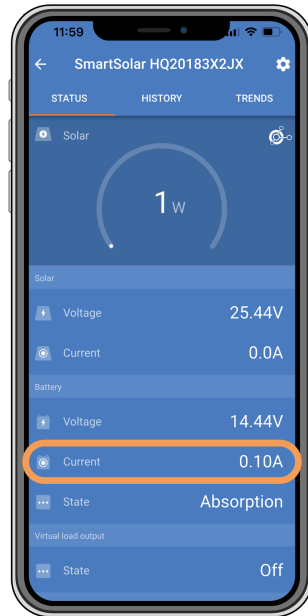 11:59
SmartSolar HQ20183X2JX
STATUS HISTORY TRENDS
Solar
1W
Solar
Voltage 25.44V
Current 0.0A
Battery
Voltage 14.44V
Current 0.10A
State Absorption
Virtual load output
State Off